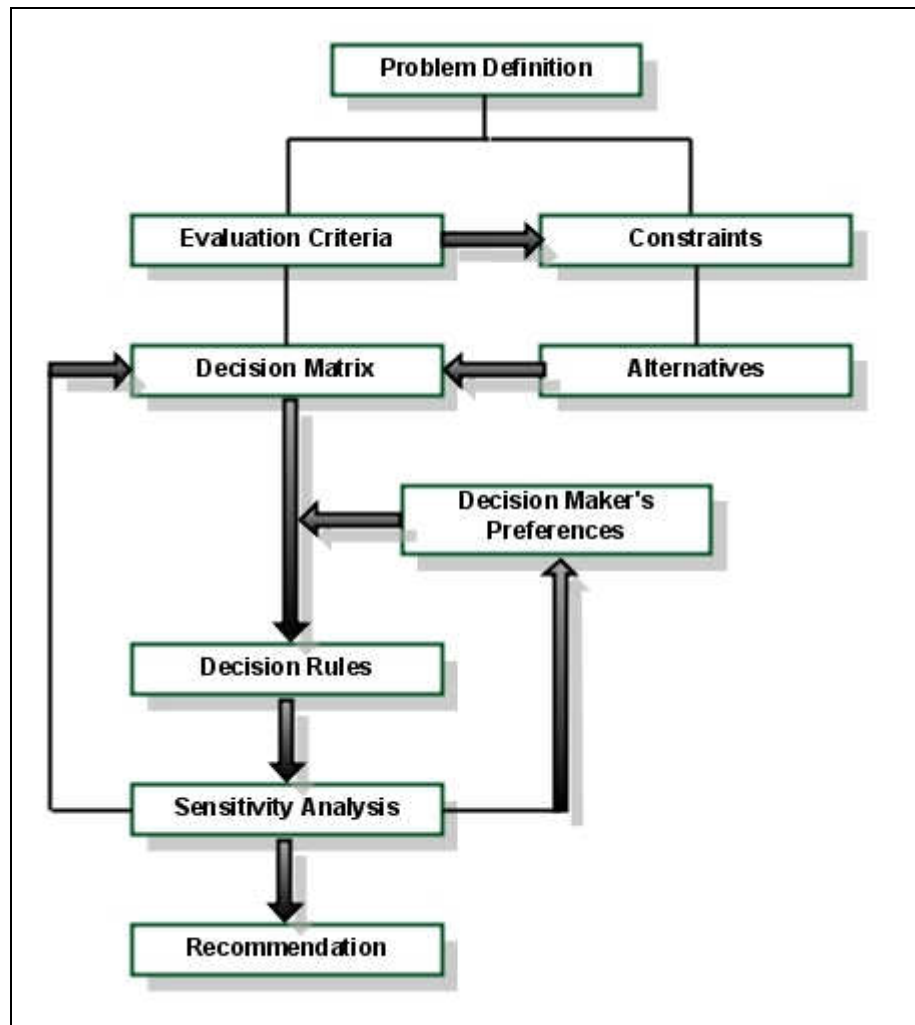 Problem Definition
Evaluation Criteria
Constraints
Decision Matrix
Alternatives
Decision Maker's
Preferences
Decision Rules
Sensitivity Analysis
Recommendation